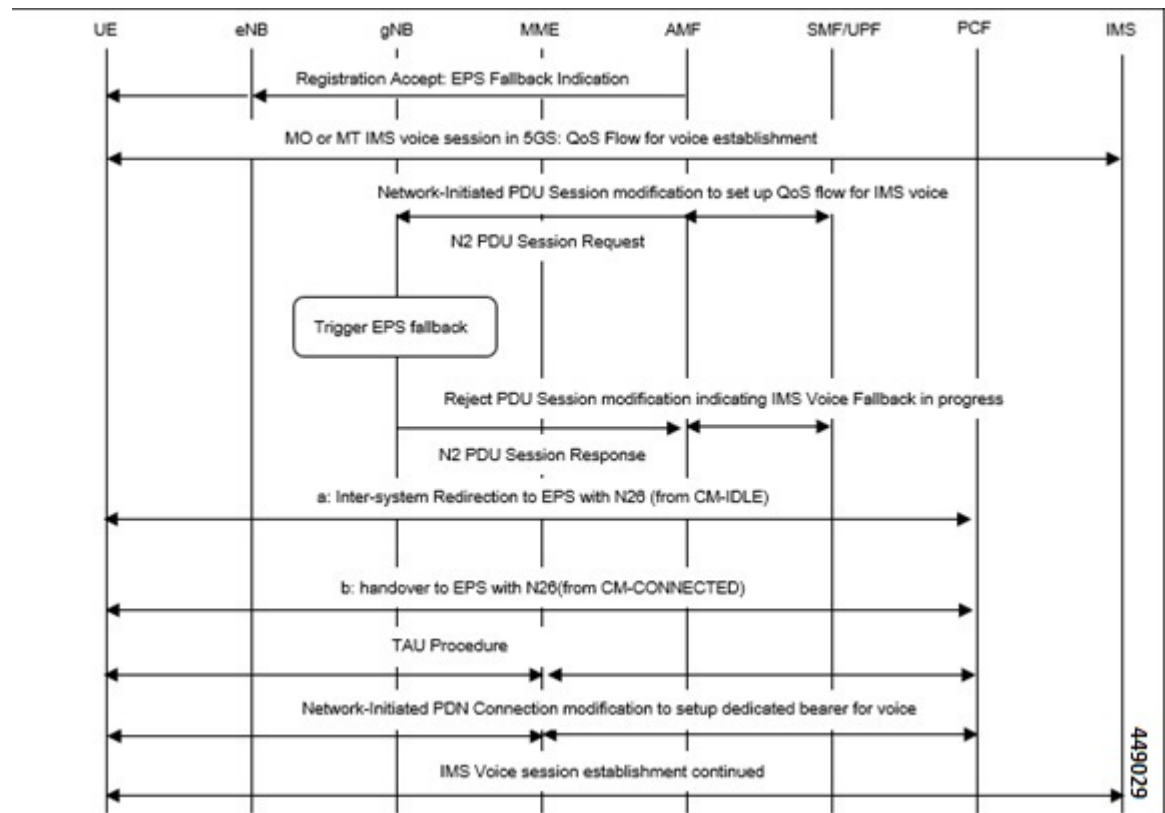 UE eNB gNB MME AMF SMF/UPF PCF IMS
Registration Accept: EPS Fallback Indication
MO or MT IMS voice session in 5GS: QoS Flow for voice establishment
Network-Initiated PDU Session modification to set up QoS flow for IMS voice
N2 PDU Session Request
Trigger EPS fallback
Reject PDU Session modification indicating IMS Voice Fallback in progress
N2 PDU Session Response
a: Inter-system Redirection to EPS with N26 (from CM-IDLE)
b: handover to EPS with N26(from CM-CONNECTED)
TAU Procedure
Network-Initiated PDN Connection modification to setup dedicated bearer for voice
IMS Voice session establishment continued
449029